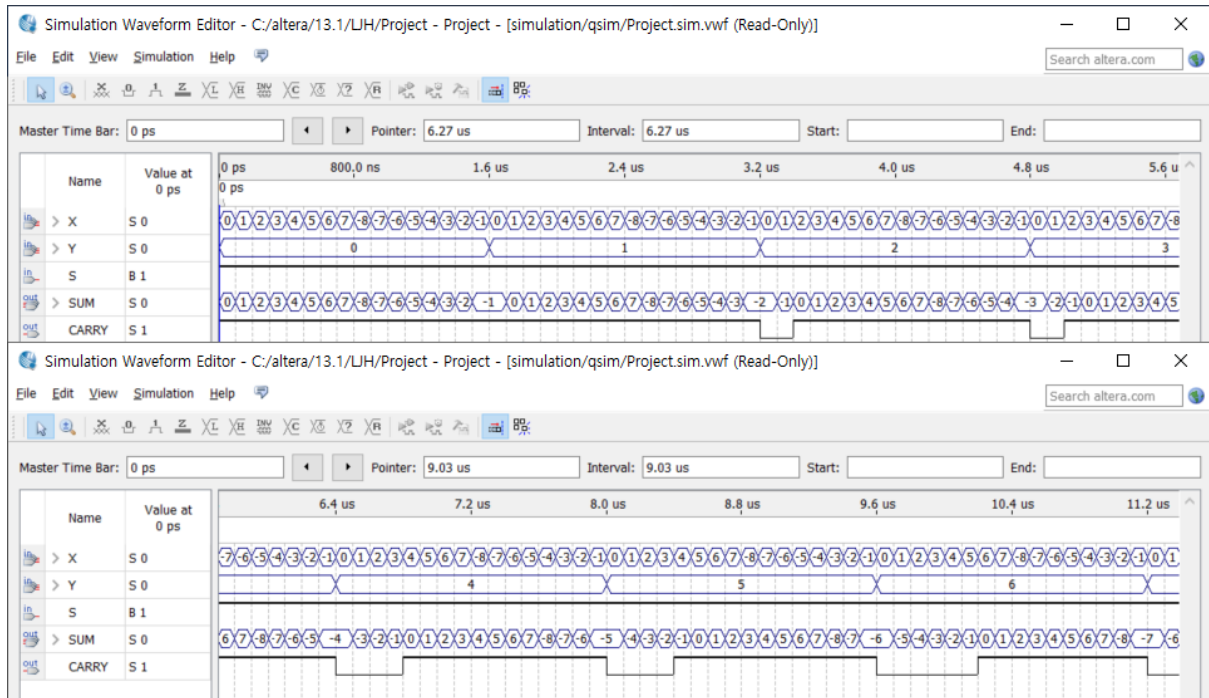 Simulation Waveform Editor - C:/altera/13.1/LJH/Project - Project - [simulation/qsim/Project.sim.vwf (Read-Only)]
File Edit View Simulation Help Search altera.com
Master Time Bar: 0 ps Pointer: 6.27 us Interval: 6.27 us Start: End:
Name Value at 0 ps 0 ps 800.0 ns 1.6 us 2.4 us 3.2 us 4.0 us 4.8 us 5.6 u
0 ps
X S 0 0 1 2 3 4 5 6 7 -8 -7 -6 -5 -4 -3 -2 -1 0 1 2 3 4 5 6 7 -8 -7 -6 -5 -4 -3 -2 -1 0 1 2 3 4 5 6 7 -8 -7 -6 -5 -4 -3 -2 -1 0 1 2 3 4 5 6 7 -8
Y S 0 0 1 2 3
S B 1
SUM S 0 0 1 2 3 4 5 6 7 -8 -7 -6 -5 -4 -3 -2 -1 0 1 2 3 4 5 6 7 -8 -7 -6 -5 -4 -3 -2 -1 0 1 2 3 4 5 6 7 -8 -7 -6 -5 -4 -3 -2 -1 0 1 2 3 4 5
CARRY S 1
Simulation Waveform Editor - C:/altera/13.1/LJH/Project - Project - [simulation/qsim/Project.sim.vwf (Read-Only)]
File Edit View Simulation Help Search altera.com
Master Time Bar: 0 ps Pointer: 9.03 us Interval: 9.03 us Start: End:
Name Value at 0 ps 6.4 us 7.2 us 8.0 us 8.8 us 9.6 us 10.4 us 11.2 us
X S 0 -7 -6 -5 -4 -3 -2 -1 0 1 2 3 4 5 6 7 -8 -7 -6 -5 -4 -3 -2 -1 0 1 2 3 4 5 6 7 -8 -7 -6 -5 -4 -3 -2 -1 0 1 2 3 4 5 6 7 -8 -7 -6 -5 -4 -3 -2 -1 0 1
Y S 0 4 5 6
S B 1
SUM S 0 6 7 -8 -7 -6 -5 -4 -3 -2 -1 0 1 2 3 4 5 6 7 -8 -7 -6 -5 -4 -3 -2 -1 0 1 2 3 4 5 6 7 -8 -7 -6 -5 -4 -3 -2 -1 0 1 2 3 4 5 6 7 -8 -7 -6
CARRY S 1